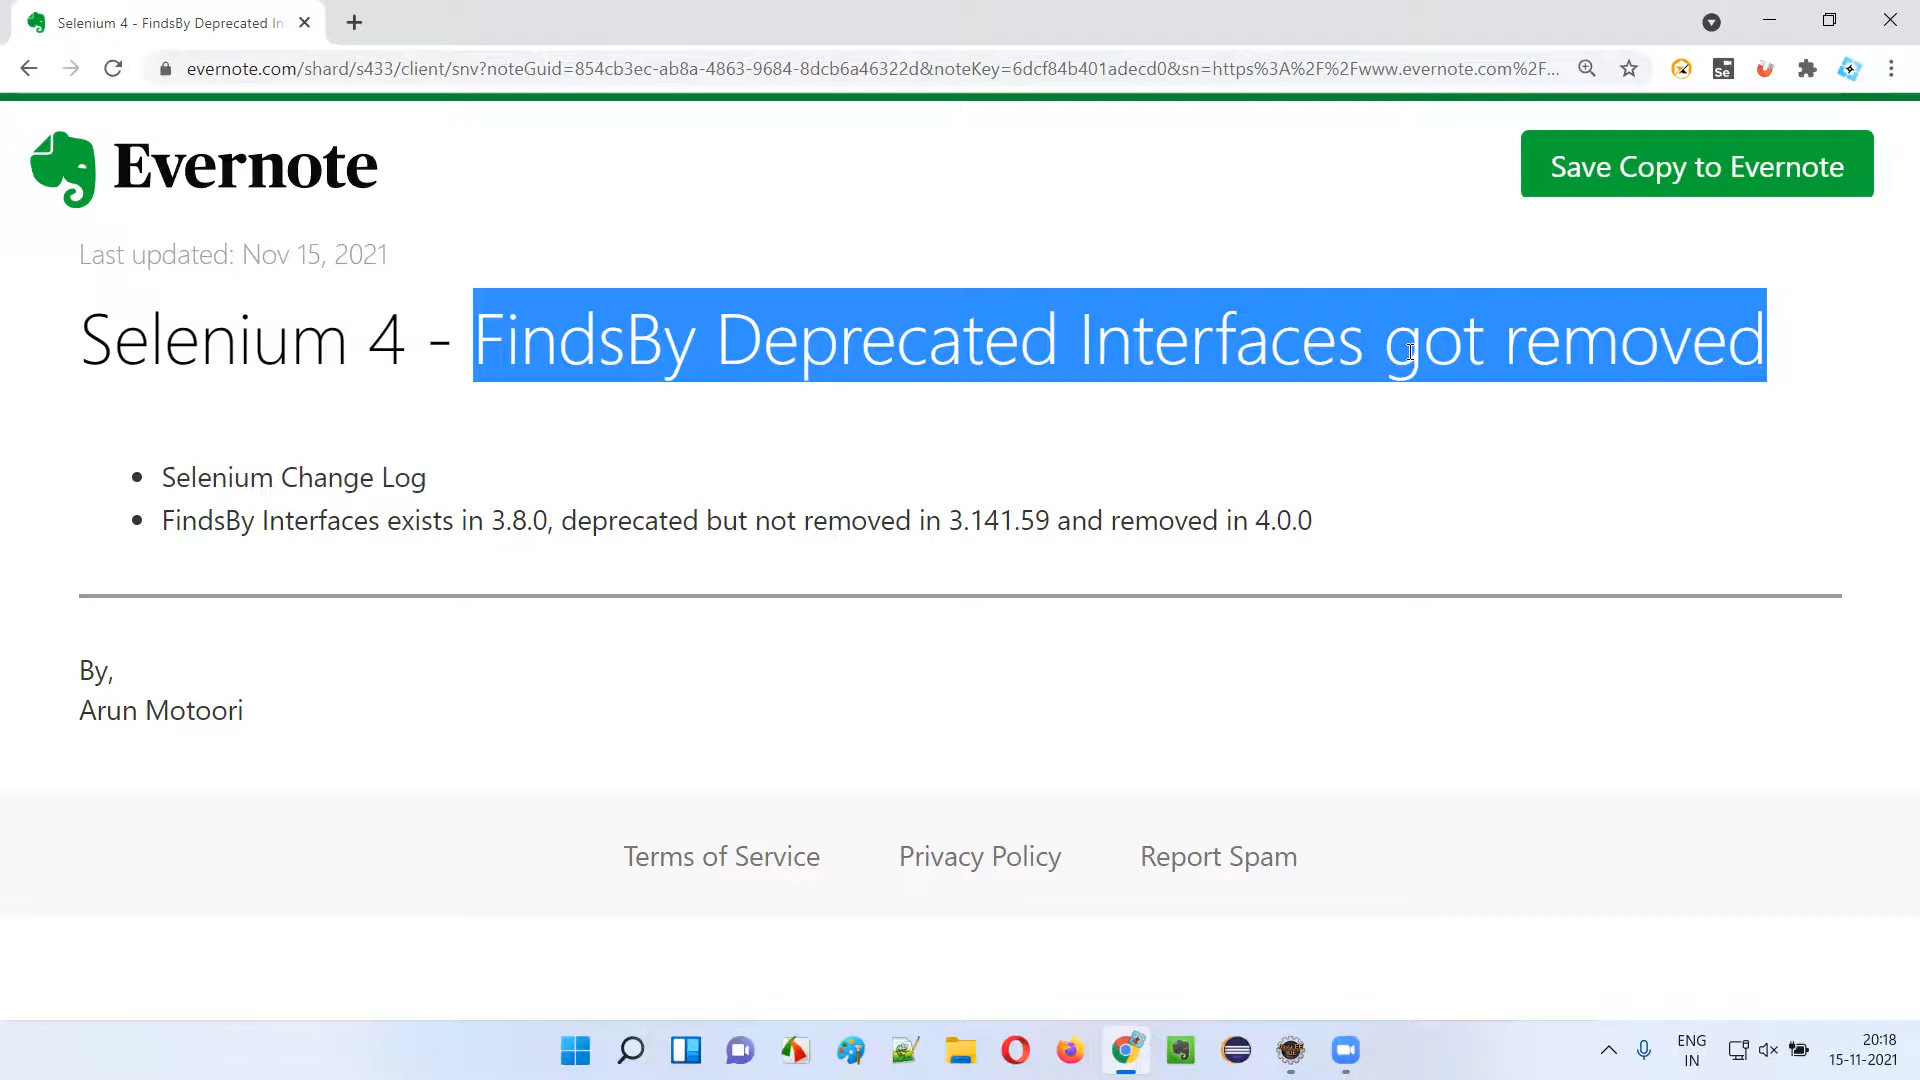 Selenium 4 - FindsBy Deprecated In
evernote.com/shard/s433/client/snv?noteGuid=854cb3ec-ab8a-4863-9684-8dcb6a46322d&noteKey=6dcf84b401adecd0&sn=https%3A%2F%2Fwww.evernote.com%2F...
Se
Evernote
Save Copy to Evernote
Last updated: Nov 15, 2021
Selenium 4 - FindsBy Deprecated Interfaces got removed
• Selenium Change Log
• FindsBy Interfaces exists in 3.8.0, deprecated but not removed in 3.141.59 and removed in 4.0.0
By,
Arun Motoori
Terms of Service Privacy Policy Report Spam
ENG
IN
20:18
15-11-2021